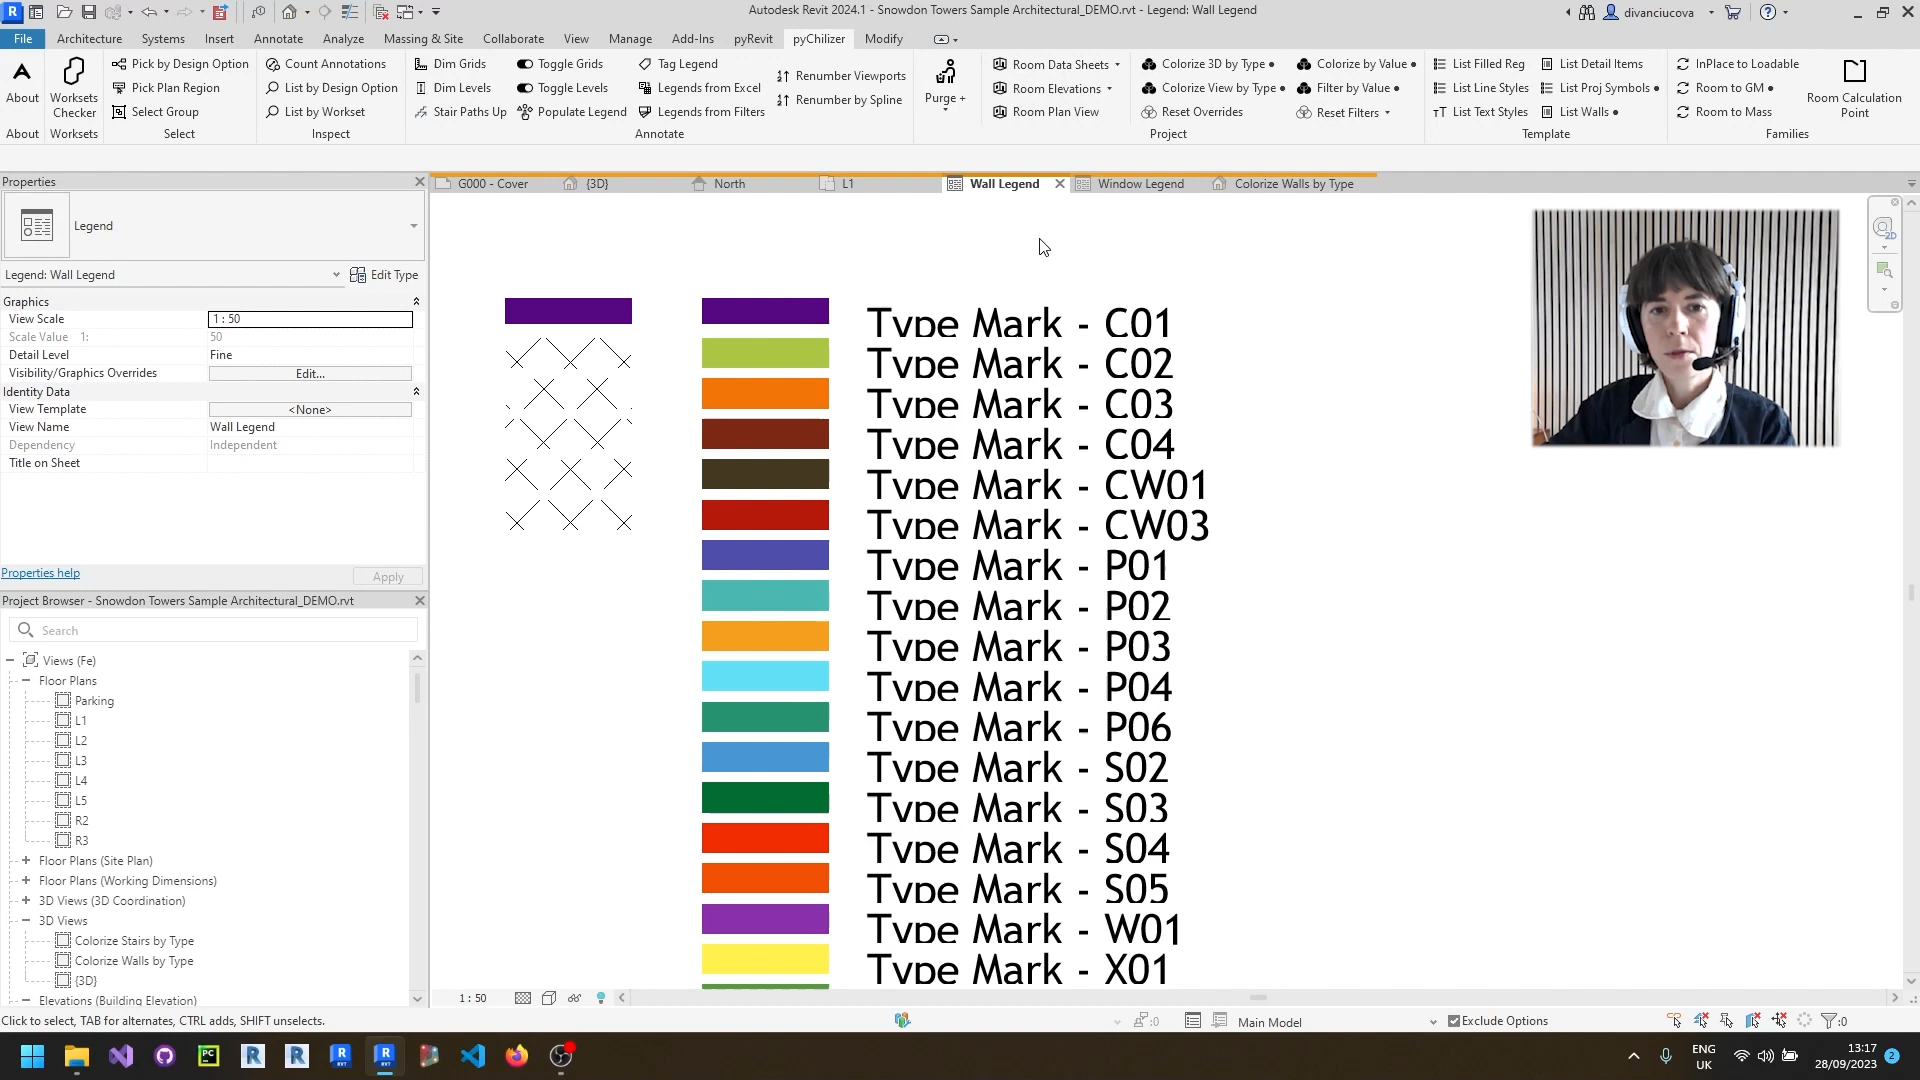 Autodesk Revit 2024.1 - Snowdon Towers Sample Architectural_DEMO.rvt - Legend: Wall Legend
divanciucova
File Architecture Systems Insert Annotate Analyze Massing & Site Collaborate View Manage Add-Ins pyRevit pyChilizer Modify
Pick by Design Option Count Annotations Dim Grids Toggle Grids Tag Legend Room Data Sheets Colorize 3D by Type Colorize by Value List Filled Reg List Detail Items InPlace to Loadable
Renumber Viewports
Pick Plan Region List by Design Option Dim Levels Toggle Levels Legends from Excel Room Elevations Colorize View by Type Filter by Value List Line Styles List Proj Symbols Room to GM
Renumber by Spline
About Worksets Checker Purge Room Calculation Point
Select Group List by Workset Stair Paths Up Populate Legend Legends from Filters Room Plan View Reset Overrides Reset Filters List Text Styles List Walls Room to Mass
About Worksets Select Inspect Annotate Project Template Families
Properties
G000 - Cover {3D} North L1 Wall Legend Window Legend Colorize Walls by Type
Legend
Legend: Wall Legend Edit Type
Graphics
View Scale 1 : 50
Scale Value 1: 50
Detail Level Fine
Visibility/Graphics Overrides Edit...
Identity Data
View Template <None>
View Name Wall Legend
Dependency Independent
Title on Sheet
Properties help Apply
Project Browser - Snowdon Towers Sample Architectural_DEMO.rvt
Search
Views (Fe)
Floor Plans
Parking
L1
L2
L3
L4
L5
R2
R3
Floor Plans (Site Plan)
Floor Plans (Working Dimensions)
3D Views (3D Coordination)
3D Views
Colorize Stairs by Type
Colorize Walls by Type
{3D}
Elevations (Building Elevation)
Type Mark - C01
Type Mark - C02
Type Mark - C03
Type Mark - C04
Type Mark - CW01
Type Mark - CW03
Type Mark - P01
Type Mark - P02
Type Mark - P03
Type Mark - P04
Type Mark - P06
Type Mark - S02
Type Mark - S03
Type Mark - S04
Type Mark - S05
Type Mark - W01
Type Mark - X01
2D
1 : 50
Click to select, TAB for alternates, CTRL adds, SHIFT unselects. :0 Main Model Exclude Options :0
PC R R R RVT R RVT
ENG
UK
13:17
28/09/2023
2